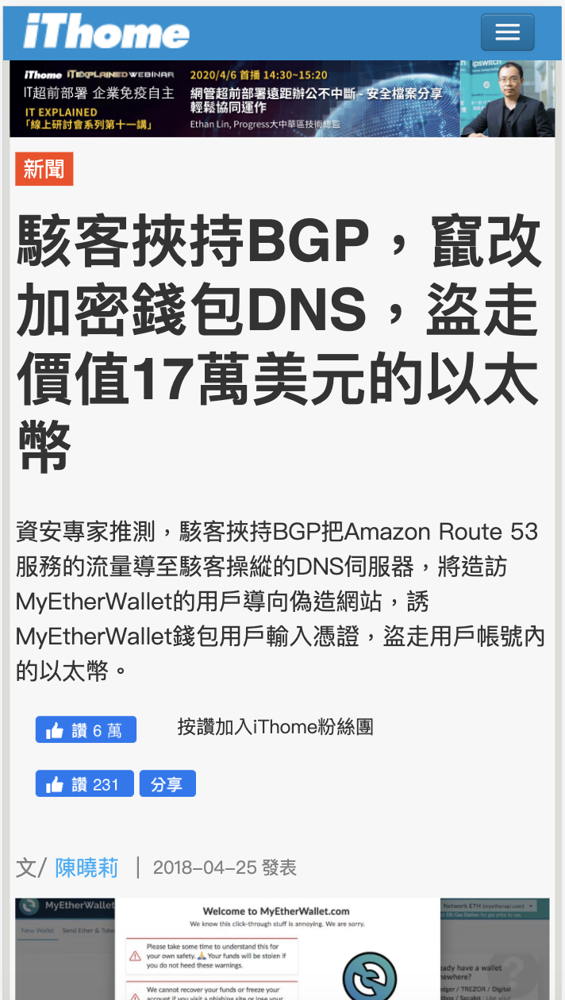 iThome
iThome iTEXPLAINED WEBINAR
2020/4/6 首播 14:30~15:20
IT超前部署 企業免疫自主
網管超前部署遠距辦公不中斷 - 安全檔案分享
輕鬆協同運作
IT EXPLAINED
「線上研討會系列第十一講」
Ethan Lin, Progress大中華區技術總監
ipswitch
新聞
駭客挾持BGP，竄改
加密錢包DNS，盜走
價值17萬美元的以太
幣
資安專家推測，駭客挾持BGP把Amazon Route 53
服務的流量導至駭客操縱的DNS伺服器，將造訪
MyEtherWallet的用戶導向偽造網站，誘
MyEtherWallet錢包用戶輸入憑證，盜走用戶帳號內
的以太幣。
讚 6 萬
按讚加入iThome粉絲團
讚 231 分享
文/ 陳曉莉 | 2018-04-25 發表
MyEtherWallet
Welcome to MyEtherWallet.com
Network ETH (myetherapi.com)
We know this click-through stuff is annoying. We are sorry.
Eth Gas Station for gas price to use.
New Wallet Send Ether & Toke
Please take some time to understand this for
your own safety. 🙏 Your funds will be stolen if
you do not heed these warnings.
eady have a wallet
ewhere?
We cannot recover your funds or freeze your
account if you visit a phishing site or lose your
dger / TREZOR / Digital
box / Secalot : Use your